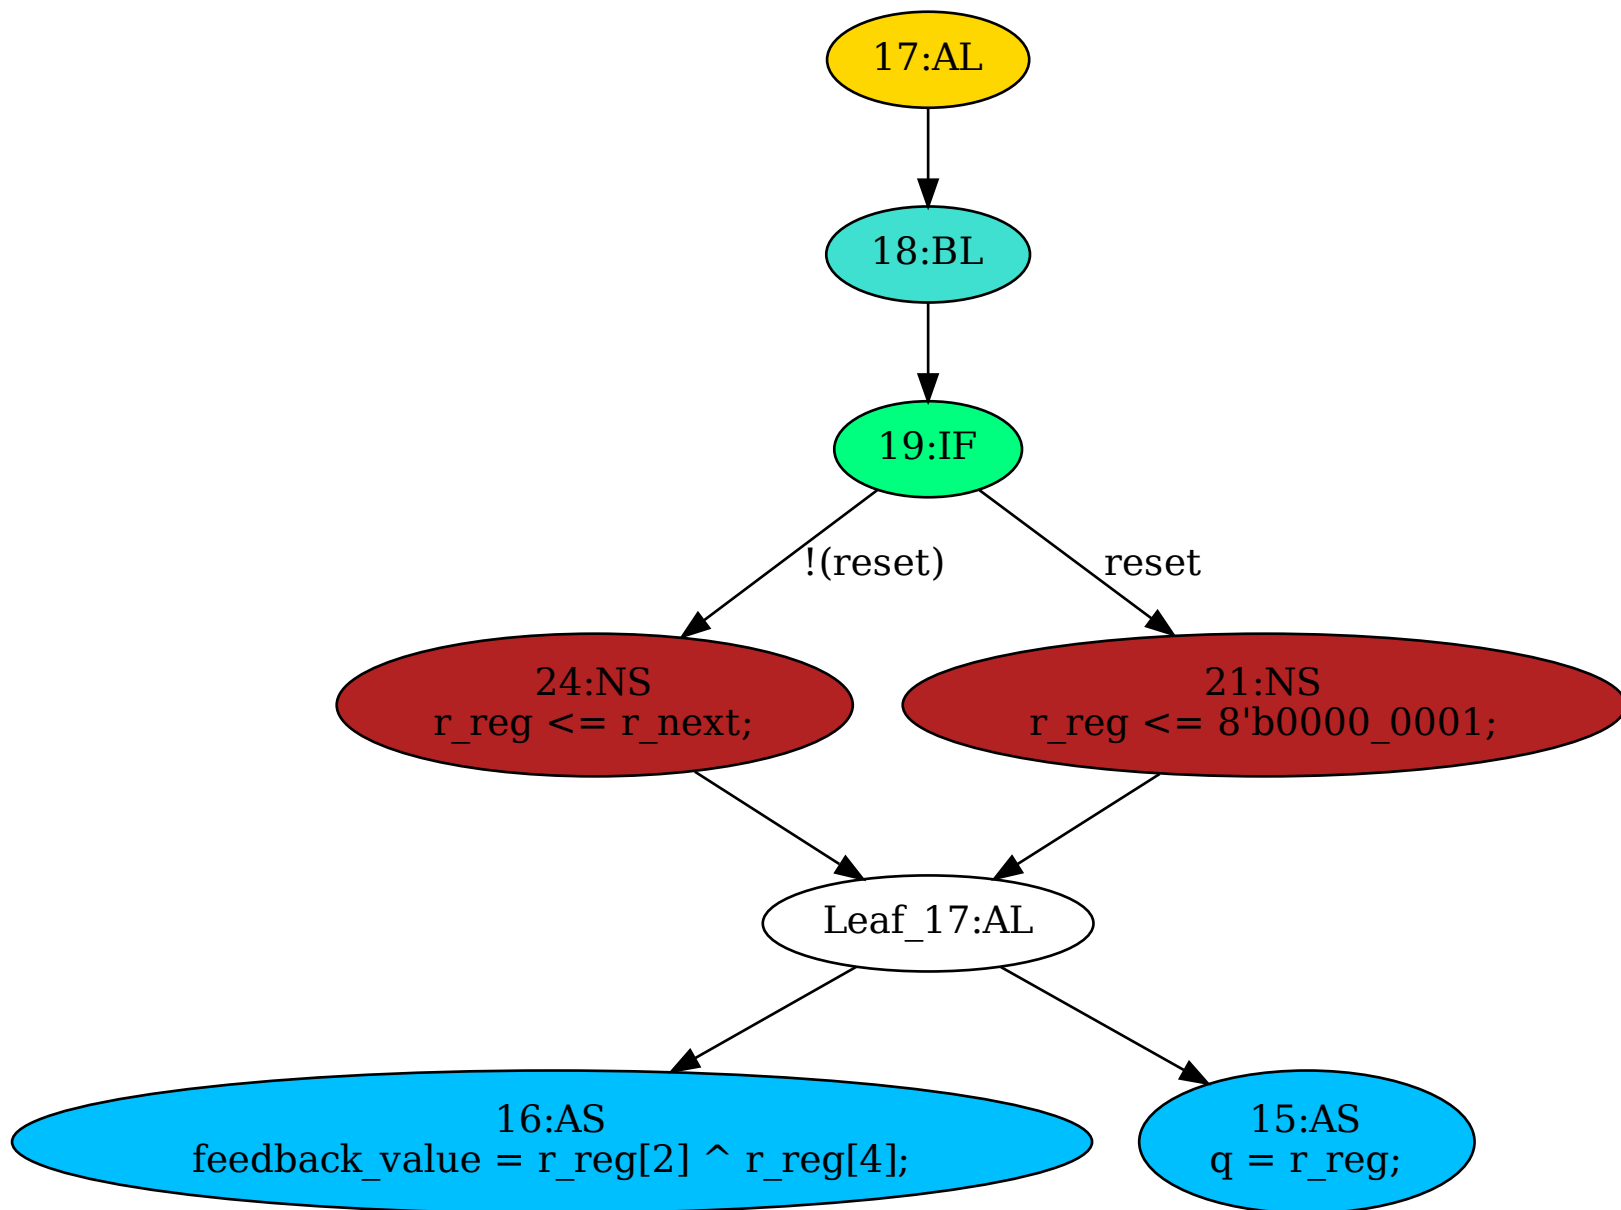 17:AL
18:BL
19:IF
!(reset)
reset
24:NS
r_reg <= r_next;
21:NS
r_reg <= 8'b0000_0001;
Leaf_17:AL
16:AS
feedback_value = r_reg[2] ^ r_reg[4];
15:AS
q = r_reg;